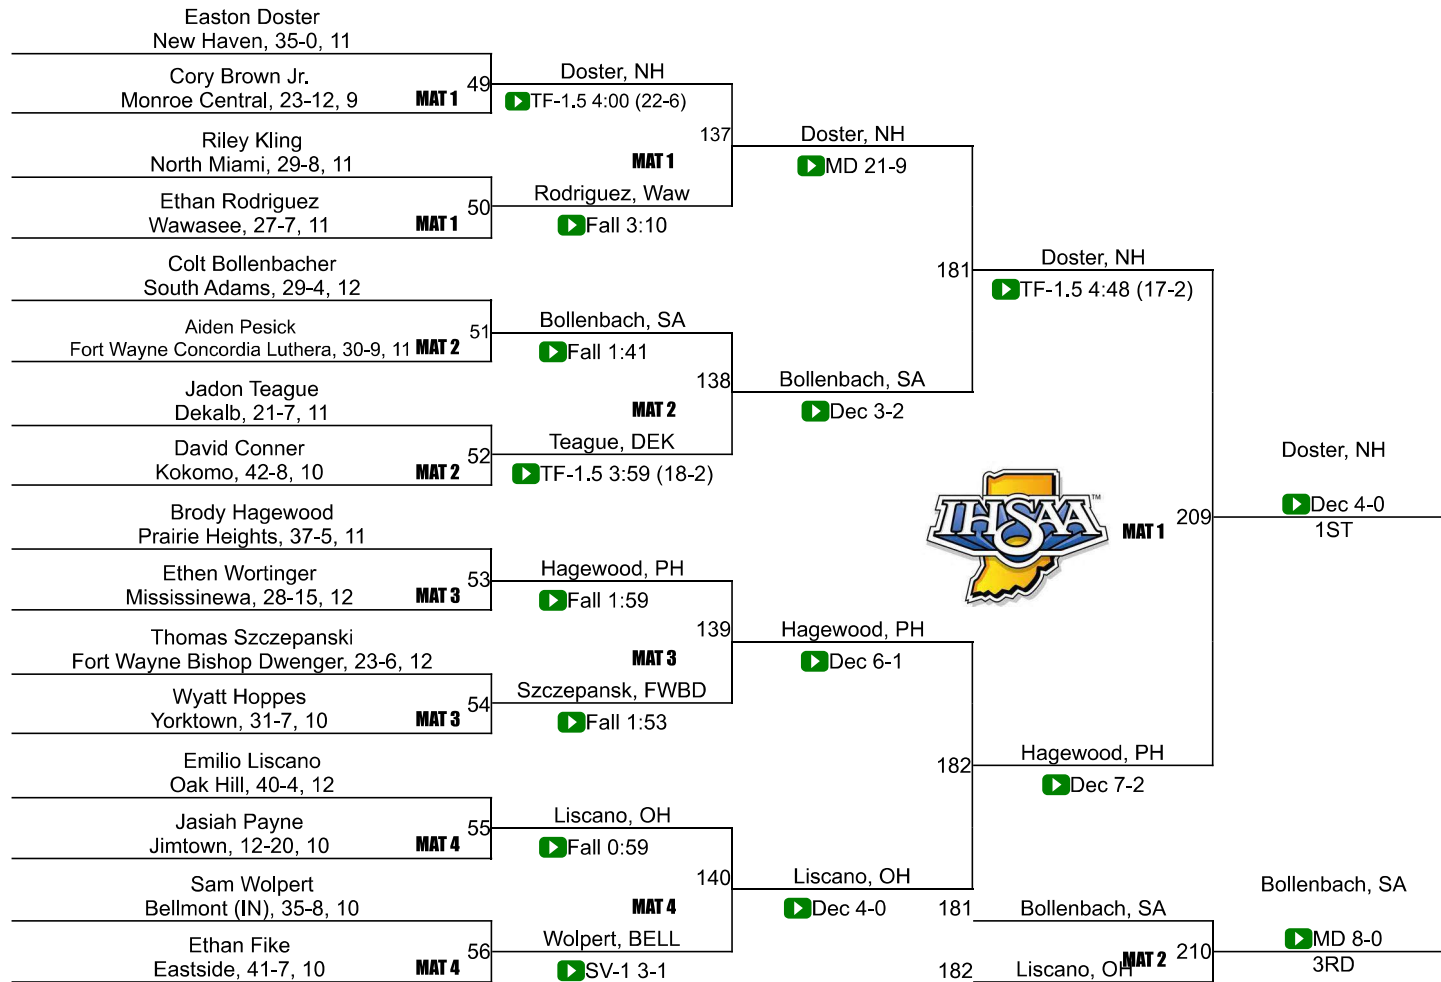 Easton Doster
New Haven, 35-0, 11
Cory Brown Jr.
Monroe Central, 23-12, 9
MAT 1
49
Riley Kling
North Miami, 29-8, 11
Ethan Rodriguez
Wawasee, 27-7, 11
MAT 1
50
Colt Bollenbacher
South Adams, 29-4, 12
Aiden Pesick
Fort Wayne Concordia Luthera, 30-9, 11
MAT 2
51
Jadon Teague
Dekalb, 21-7, 11
David Conner
Kokomo, 42-8, 10
MAT 2
52
Brody Hagewood
Prairie Heights, 37-5, 11
Ethen Wortinger
Mississinewa, 28-15, 12
MAT 3
53
Thomas Szczepanski
Fort Wayne Bishop Dwenger, 23-6, 12
Wyatt Hoppes
Yorktown, 31-7, 10
MAT 3
54
Emilio Liscano
Oak Hill, 40-4, 12
Jasiah Payne
Jimtown, 12-20, 10
MAT 4
55
Sam Wolpert
Bellmont (IN), 35-8, 10
Ethan Fike
Eastside, 41-7, 10
MAT 4
56
Doster, NH
TF-1.5 4:00 (22-6)
137
MAT 1
Rodriguez, Waw
Fall 3:10
Bollenbach, SA
Fall 1:41
138
MAT 2
Teague, DEK
TF-1.5 3:59 (18-2)
Hagewood, PH
Fall 1:59
139
MAT 3
Szczepansk, FWBD
Fall 1:53
Liscano, OH
Fall 0:59
140
MAT 4
Wolpert, BELL
SV-1 3-1
Doster, NH
MD 21-9
181
Bollenbach, SA
Dec 3-2
Hagewood, PH
Dec 6-1
182
Liscano, OH
Dec 4-0
Doster, NH
TF-1.5 4:48 (17-2)
IHSAA™
MAT 1
209
Hagewood, PH
Dec 7-2
Doster, NH
Dec 4-0
1ST
181
Bollenbach, SA
182
Liscano, OH
MAT 2
210
Bollenbach, SA
MD 8-0
3RD